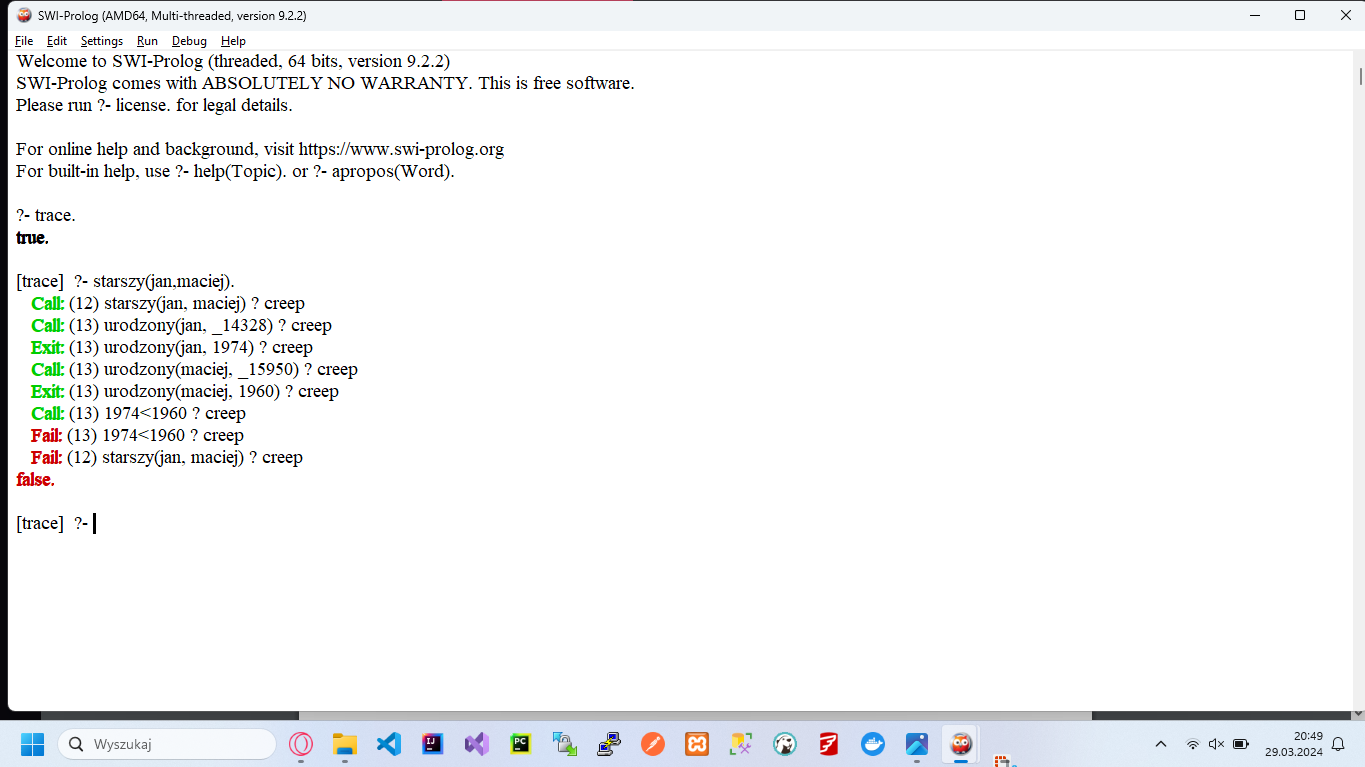 SWI-Prolog (AMD64, Multi-threaded, version 9.2.2)
File Edit Settings Run Debug Help
Welcome to SWI-Prolog (threaded, 64 bits, version 9.2.2)
SWI-Prolog comes with ABSOLUTELY NO WARRANTY. This is free software.
Please run ?- license. for legal details.
For online help and background, visit https://www.swi-prolog.org
For built-in help, use ?- help(Topic). or ?- apropos(Word).
?- trace.
true.
[trace]  ?- starszy(jan,maciej).
Call: (12) starszy(jan, maciej) ? creep
Call: (13) urodzony(jan, _14328) ? creep
Exit: (13) urodzony(jan, 1974) ? creep
Call: (13) urodzony(maciej, _15950) ? creep
Exit: (13) urodzony(maciej, 1960) ? creep
Call: (13) 1974<1960 ? creep
Fail: (13) 1974<1960 ? creep
Fail: (12) starszy(jan, maciej) ? creep
false.
[trace]  ?-
Wyszukaj
IJ
PC
20:49
29.03.2024